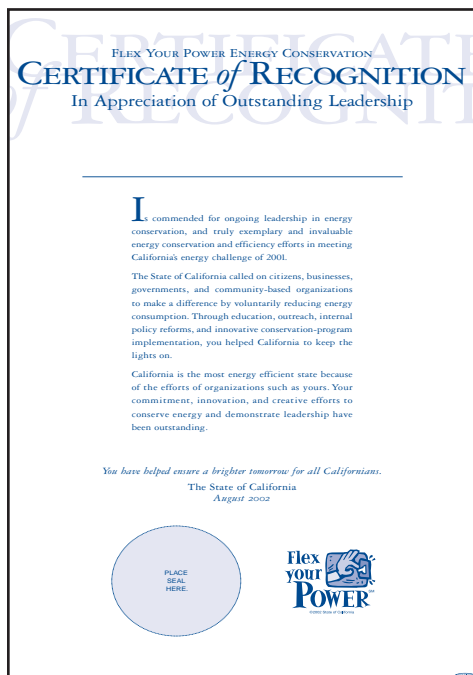 FLEX YOUR POWER ENERGY CONSERVATION
CERTIFICATE of RECOGNITION
In Appreciation of Outstanding Leadership
Is commended for ongoing leadership in energy
conservation, and truly exemplary and invaluable
energy conservation and efficiency efforts in meeting
California's energy challenge of 2001.
The State of California called on citizens, businesses,
governments, and community-based organizations
to make a difference by voluntarily reducing energy
consumption. Through education, outreach, internal
policy reforms, and innovative conservation-program
implementation, you helped California to keep the
lights on.
California is the most energy efficient state because
of the efforts of organizations such as yours. Your
commitment, innovation, and creative efforts to
conserve energy and demonstrate leadership have
been outstanding.
You have helped ensure a brighter tomorrow for all Californians.
The State of California
August 2002
PLACE
SEAL
HERE.
Flex
your
POWER
SM
©2002 State of California